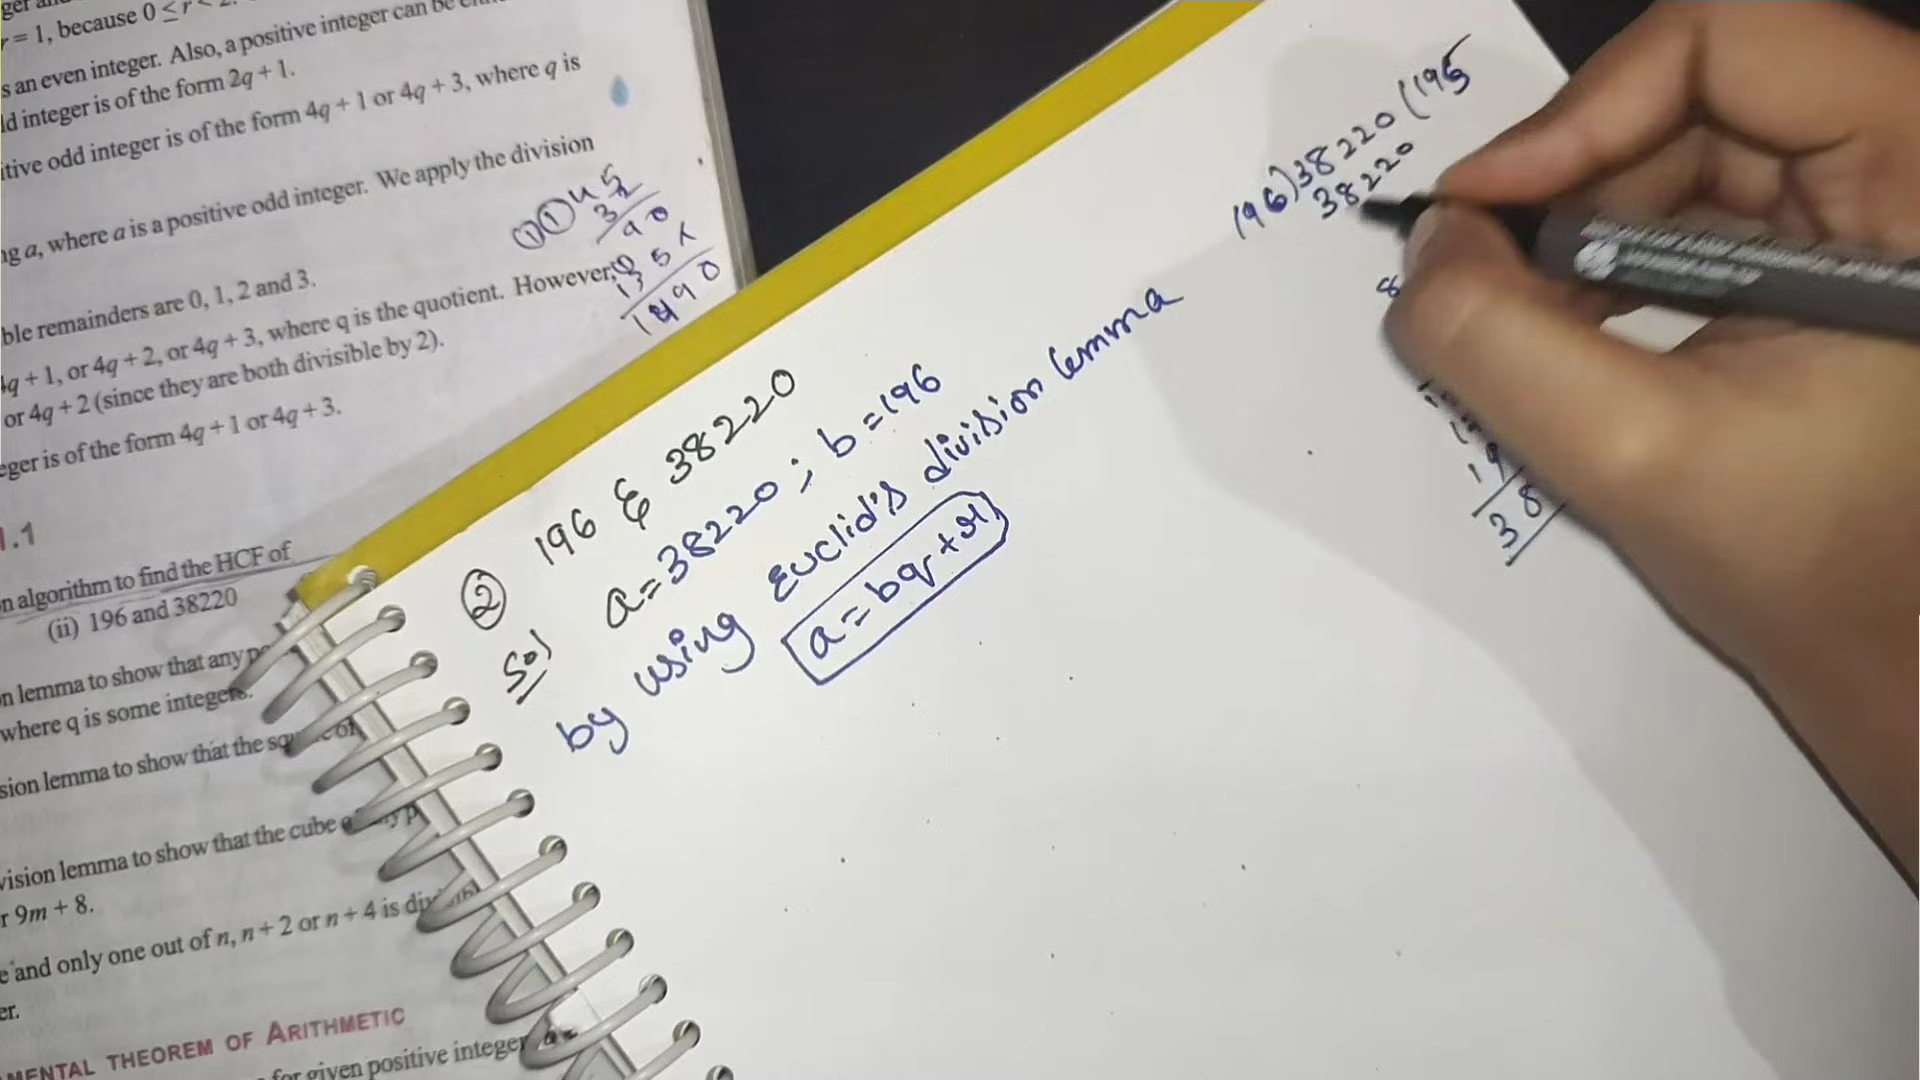 r = 1, because 0 ≤ r < 2.
s an even integer. Also, a positive integer can be
d integer is of the form 2q + 1.
itive odd integer is of the form 4q + 1 or 4q + 3, where q is
g a, where a is a positive odd integer. We apply the division
ble remainders are 0, 1, 2 and 3.
4q + 1, or 4q + 2, or 4q + 3, where q is the quotient. However,
or 4q + 2 (since they are both divisible by 2).
eger is of the form 4q + 1 or 4q + 3.
1.1
n algorithm to find the HCF of
(ii) 196 and 38220
n lemma to show that any
where q is some integers.
sion lemma to show that the square of
vision lemma to show that the cube
r 9m + 8.
e and only one out of n, n + 2 or n + 4 is
er.
MENTAL THEOREM OF ARITHMETIC
for given positive integer
② 196 & 38220
Sol a = 38220 ; b = 196
by using Euclid's division lemma
a = bq + r
196)38220(195
38220